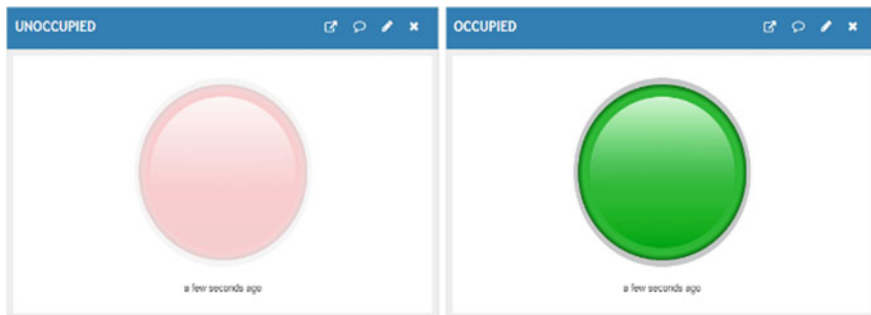 UNOCCUPIED
OCCUPIED
a few seconds ago
a few seconds ago